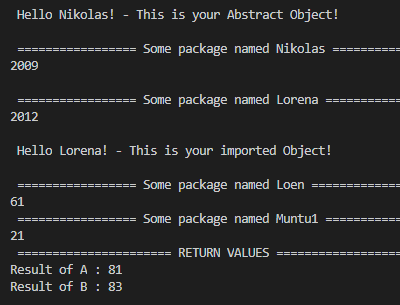 Hello Nikolas! - This is your Abstract Object!
================= Some package named Nikolas ===========
2009
================= Some package named Lorena ============
2012
Hello Lorena! - This is your imported Object!
================= Some package named Loen =============
61
================= Some package named Muntu1 ===========
21
====================== RETURN VALUES ==================
Result of A : 81
Result of B : 83